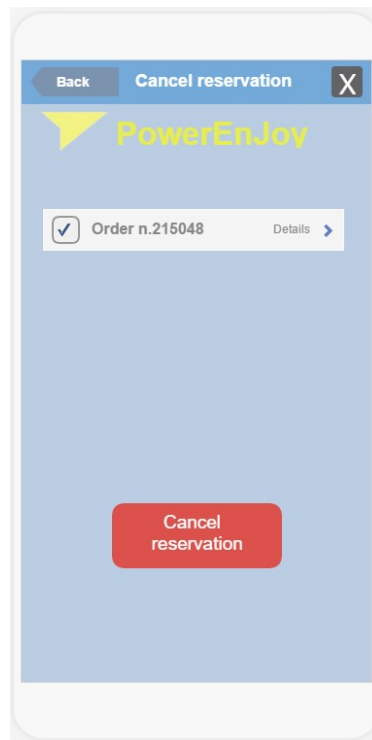 Back Cancel reservation X
PowerEnJoy
Order n.215048 Details
Cancel
reservation